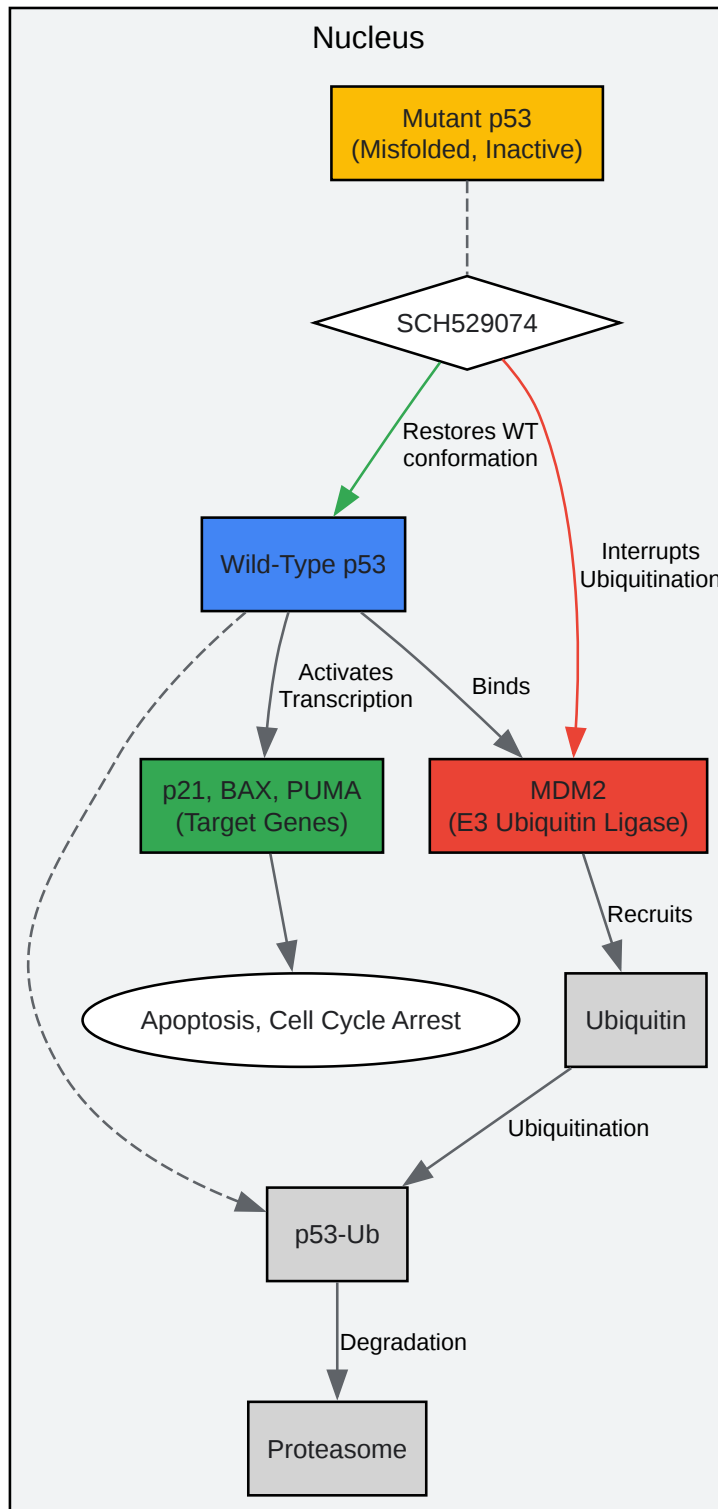 Nucleus
Mutant p53
(Misfolded, Inactive)
SCH529074
Restores WT
conformation
Interrupts
Ubiquitination
Wild-Type p53
Activates
Transcription
Binds
p21, BAX, PUMA
(Target Genes)
MDM2
(E3 Ubiquitin Ligase)
Recruits
Apoptosis, Cell Cycle Arrest
Ubiquitin
Ubiquitination
p53-Ub
Degradation
Proteasome